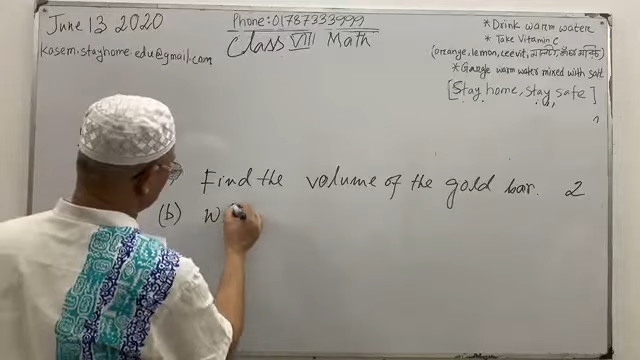 June 13 2020
kasem.stayhome.edu@gmail.com
Phone: 01787333999
Class VIII Math
* Drink warm water
* Take Vitamin C
(orange, lemon, ceevit,
* Gargle warm water mixed with salt
[Stay home, stay safe]
Find the volume of the gold bar. 2
(b) W